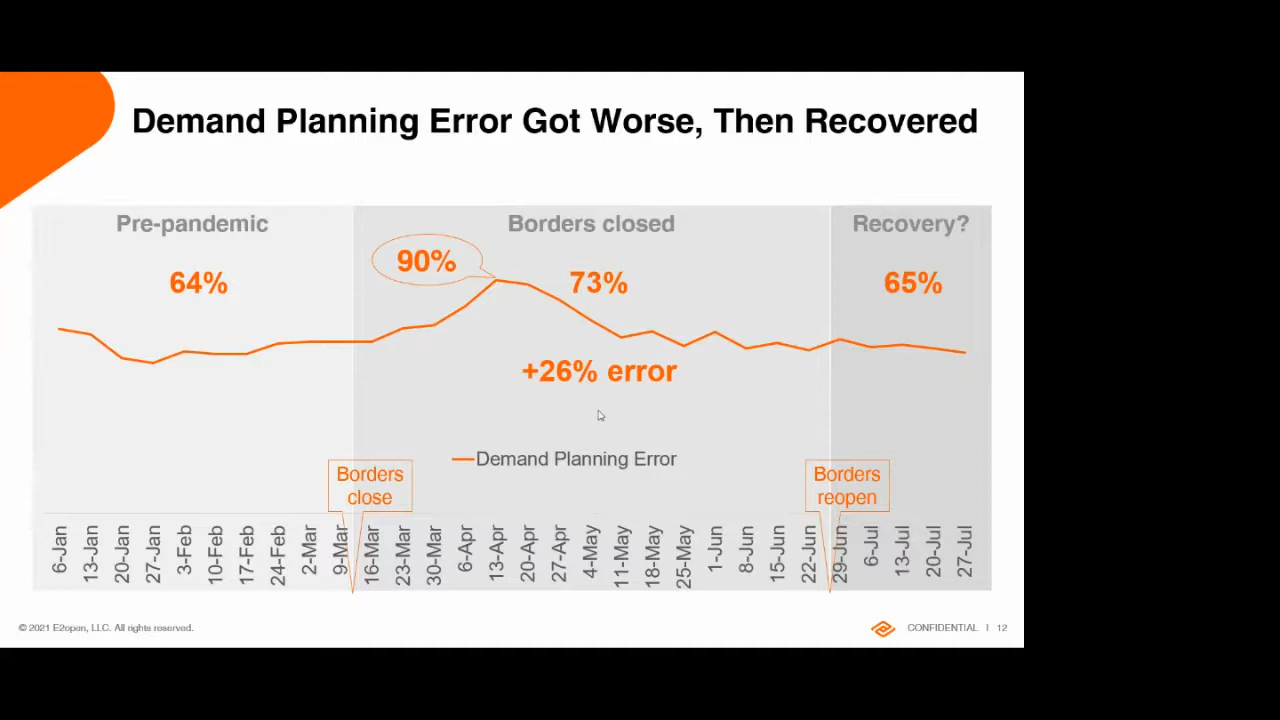 Demand Planning Error Got Worse, Then Recovered
Pre-pandemic
Borders closed
Recovery?
90%
64%
73%
65%
+26% error
Demand Planning Error
Borders
close
Borders
reopen
6-Jan
13-Jan
20-Jan
27-Jan
3-Feb
10-Feb
17-Feb
24-Feb
2-Mar
9-Mar
16-Mar
23-Mar
30-Mar
6-Apr
13-Apr
20-Apr
27-Apr
4-May
11-May
18-May
25-May
1-Jun
8-Jun
15-Jun
22-Jun
29-Jun
6-Jul
13-Jul
20-Jul
27-Jul
© 2021 E2open, LLC. All rights reserved.
CONFIDENTIAL | 12